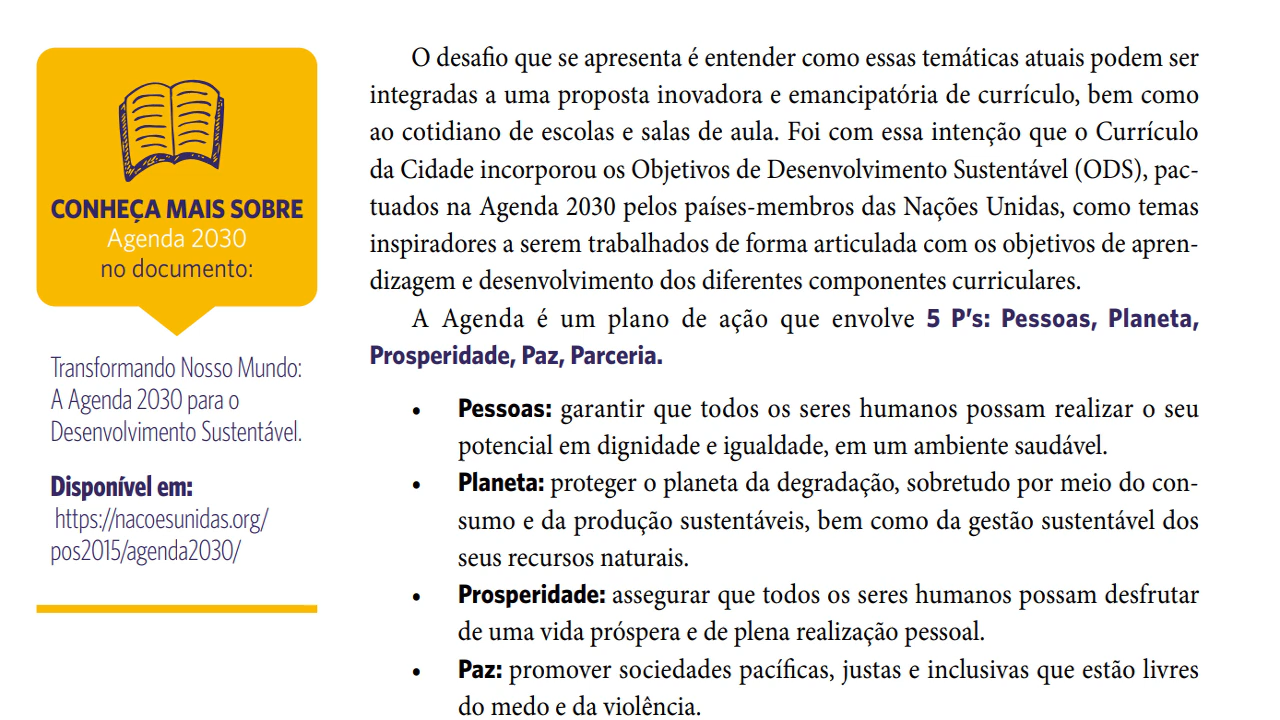 CONHEÇA MAIS SOBRE
Agenda 2030
no documento:
Transformando Nosso Mundo:
A Agenda 2030 para o
Desenvolvimento Sustentável.
Disponível em:
https://nacoesunidas.org/
pos2015/agenda2030/
O desafio que se apresenta é entender como essas temáticas atuais podem ser
integradas a uma proposta inovadora e emancipatória de currículo, bem como
ao cotidiano de escolas e salas de aula. Foi com essa intenção que o Currículo
da Cidade incorporou os Objetivos de Desenvolvimento Sustentável (ODS), pac-
tuados na Agenda 2030 pelos países-membros das Nações Unidas, como temas
inspiradores a serem trabalhados de forma articulada com os objetivos de apren-
dizagem e desenvolvimento dos diferentes componentes curriculares.
A Agenda é um plano de ação que envolve 5 P's: Pessoas, Planeta,
Prosperidade, Paz, Parceria.
• Pessoas: garantir que todos os seres humanos possam realizar o seu
potencial em dignidade e igualdade, em um ambiente saudável.
• Planeta: proteger o planeta da degradação, sobretudo por meio do con-
sumo e da produção sustentáveis, bem como da gestão sustentável dos
seus recursos naturais.
• Prosperidade: assegurar que todos os seres humanos possam desfrutar
de uma vida próspera e de plena realização pessoal.
• Paz: promover sociedades pacíficas, justas e inclusivas que estão livres
do medo e da violência.